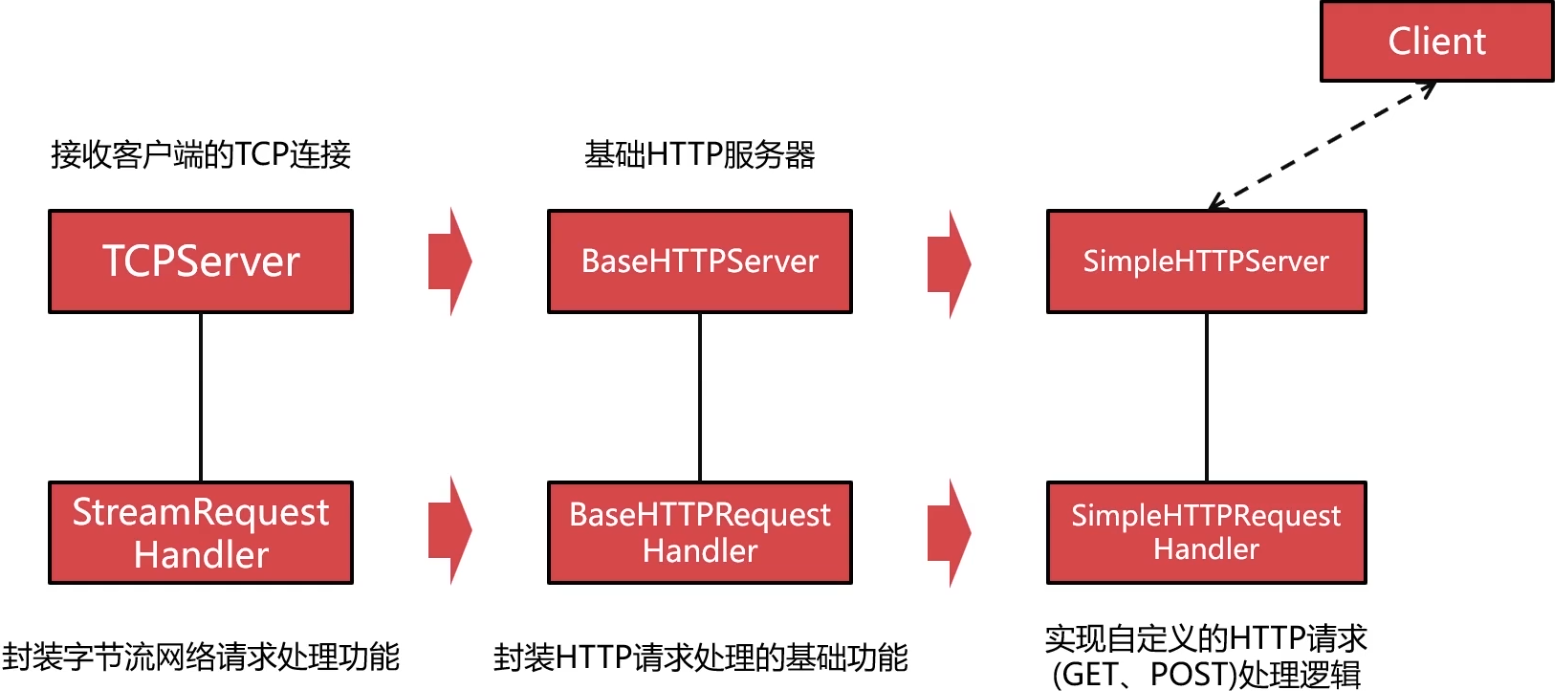 Client
接收客户端的TCP连接
基础HTTP服务器
TCPServer
BaseHTTPServer
SimpleHTTPServer
StreamRequest
Handler
BaseHTTPRequest
Handler
SimpleHTTPRequest
Handler
封装字节流网络请求处理功能
封装HTTP请求处理的基础功能
实现自定义的HTTP请求
(GET、POST)处理逻辑